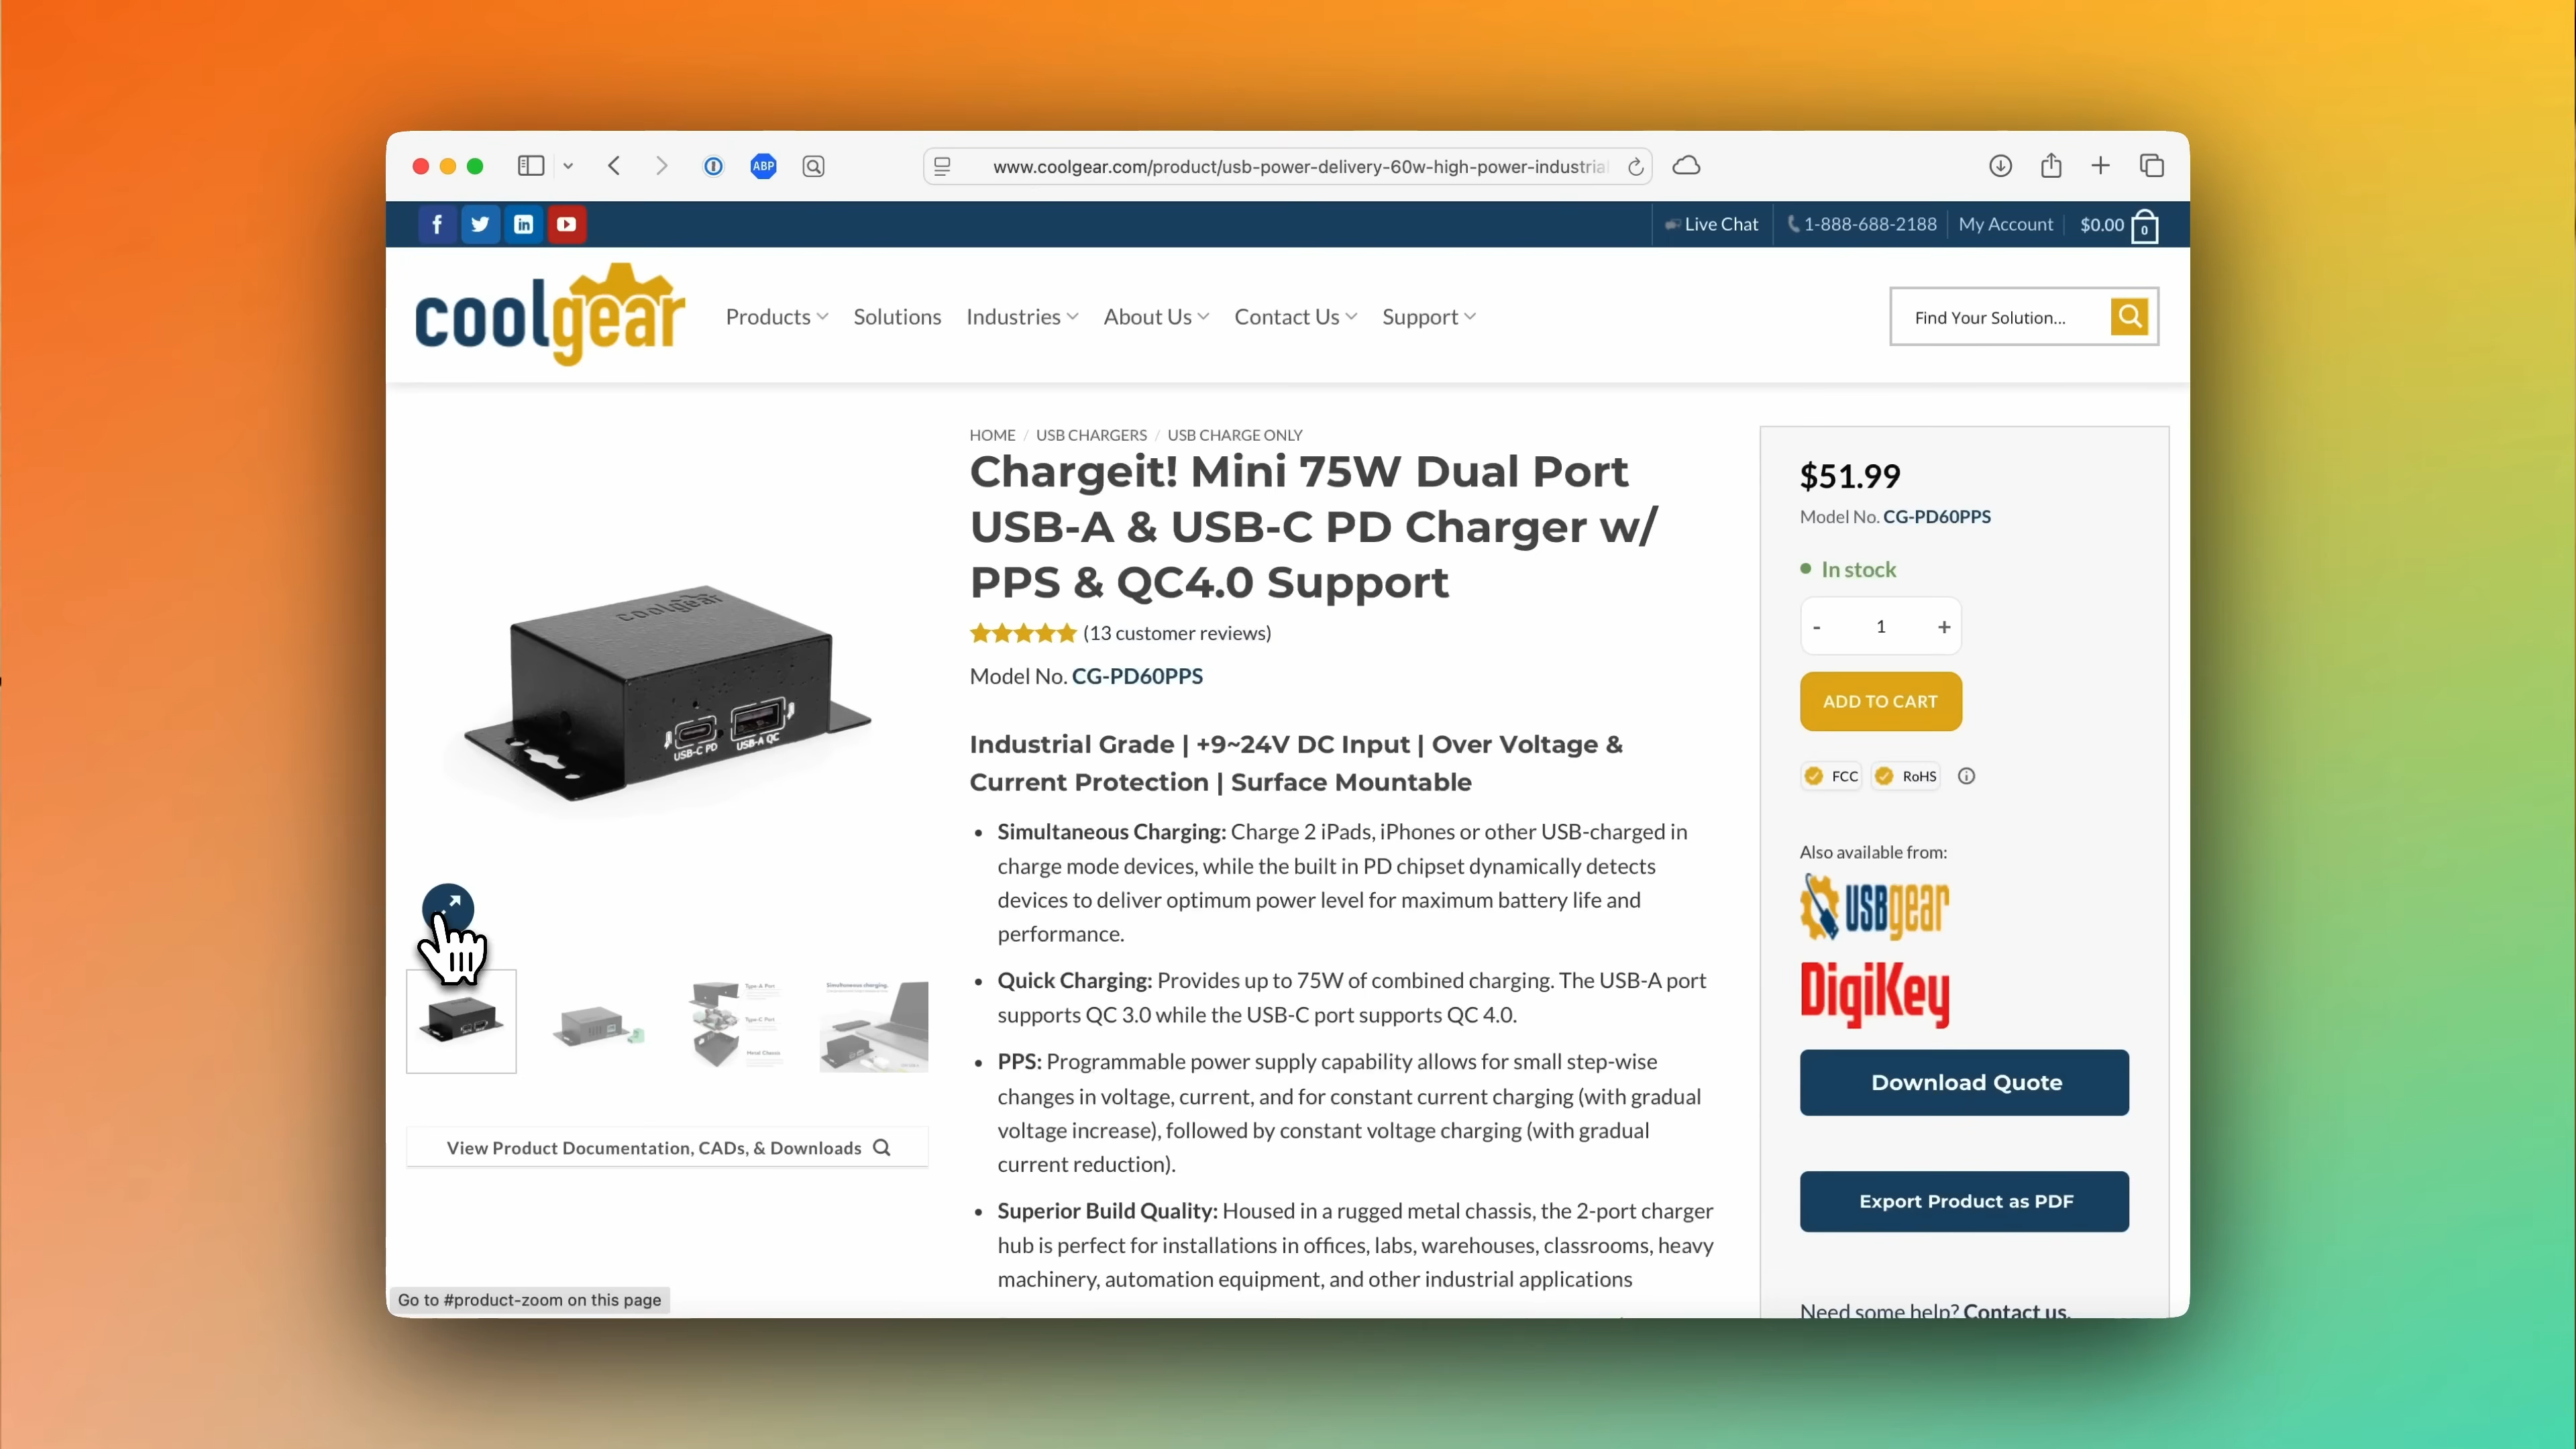 ABP
www.coolgear.com/product/usb-power-delivery-60w-high-power-industrial
Live Chat
1-888-688-2188
My Account
$0.00
0
coolgear
Products
Solutions
Industries
About Us
Contact Us
Support
Find Your Solution...
HOME / USB CHARGERS / USB CHARGE ONLY
Chargeit! Mini 75W Dual Port
USB-A & USB-C PD Charger w/
PPS & QC4.0 Support
(13 customer reviews)
Model No. CG-PD60PPS
Industrial Grade | +9~24V DC Input | Over Voltage &
Current Protection | Surface Mountable
• Simultaneous Charging: Charge 2 iPads, iPhones or other USB-charged in
charge mode devices, while the built in PD chipset dynamically detects
devices to deliver optimum power level for maximum battery life and
performance.
• Quick Charging: Provides up to 75W of combined charging. The USB-A port
supports QC 3.0 while the USB-C port supports QC 4.0.
• PPS: Programmable power supply capability allows for small step-wise
changes in voltage, current, and for constant current charging (with gradual
voltage increase), followed by constant voltage charging (with gradual
current reduction).
• Superior Build Quality: Housed in a rugged metal chassis, the 2-port charger
hub is perfect for installations in offices, labs, warehouses, classrooms, heavy
machinery, automation equipment, and other industrial applications
coolgear
USB-C PD
USB-A QC
Type-A Port
Type-C Port
Metal Chassis
Simultaneous charging.
View Product Documentation, CADs, & Downloads
Go to #product-zoom on this page
$51.99
Model No. CG-PD60PPS
In stock
- 1 +
ADD TO CART
FCC
RoHS
Also available from:
USBgear
DigiKey
Download Quote
Export Product as PDF
Need some help? Contact us.